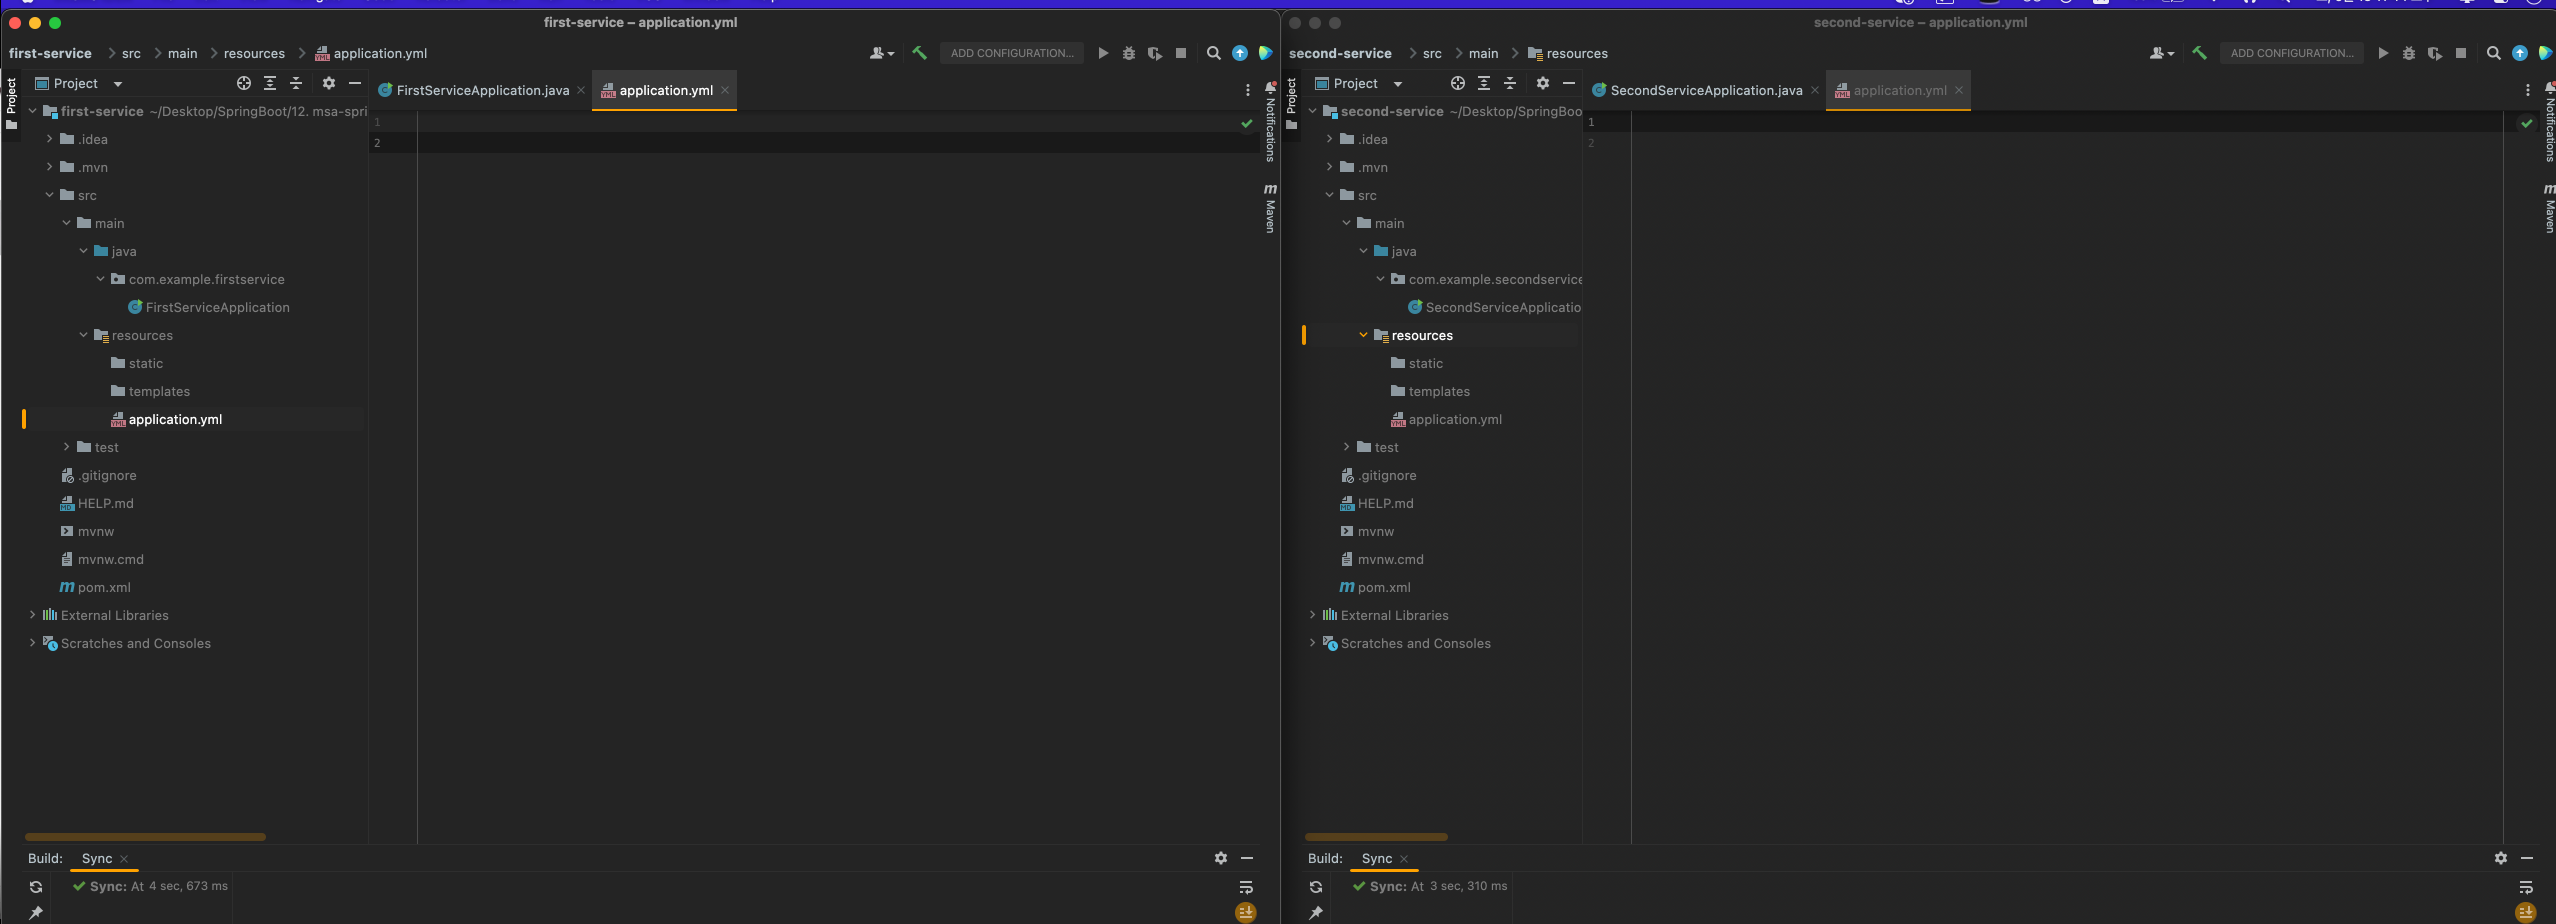 first-service – application.yml
first-service > src > main > resources > application.yml
ADD CONFIGURATION...
Project
Project
FirstServiceApplication.java
application.yml
first-service ~/Desktop/SpringBoot/12. msa-spri
.idea
.mvn
src
main
java
com.example.firstservice
FirstServiceApplication
resources
static
templates
application.yml
test
.gitignore
HELP.md
mvnw
mvnw.cmd
pom.xml
External Libraries
Scratches and Consoles
1
2
Notifications
Maven
Build: Sync
Sync: At 4 sec, 673 ms
second-service – application.yml
second-service > src > main > resources
ADD CONFIGURATION...
Project
Project
SecondServiceApplication.java
application.yml
second-service ~/Desktop/SpringBoo
.idea
.mvn
src
main
java
com.example.secondservice
SecondServiceApplicatio
resources
static
templates
application.yml
test
.gitignore
HELP.md
mvnw
mvnw.cmd
pom.xml
External Libraries
Scratches and Consoles
1
2
Notifications
Maven
Build: Sync
Sync: At 3 sec, 310 ms